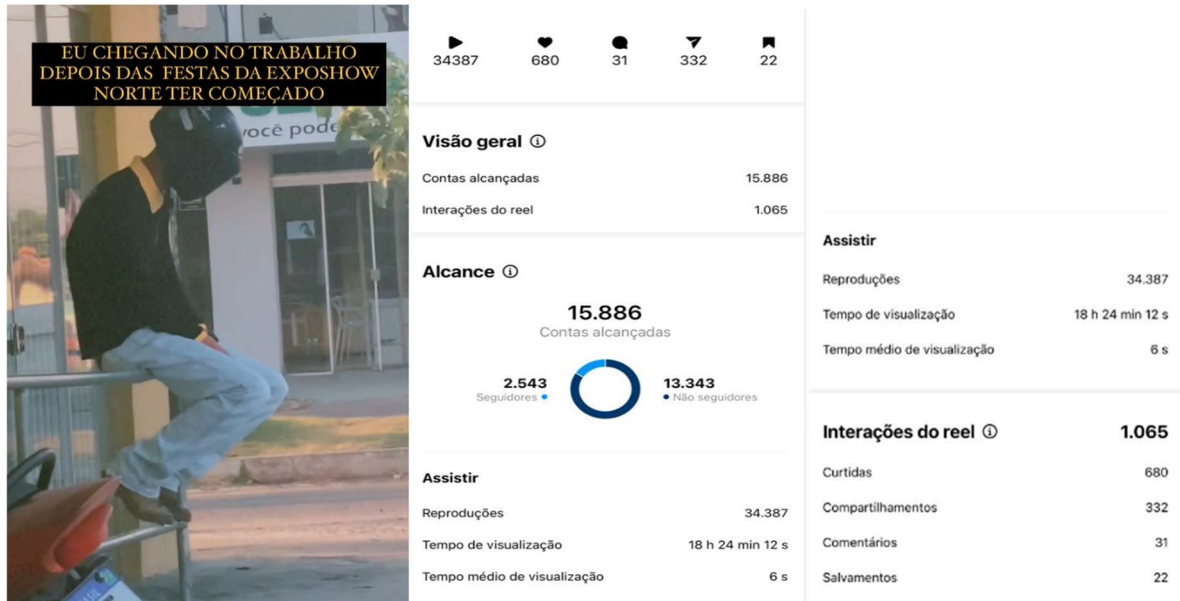 EU CHEGANDO NO TRABALHO
DEPOIS DAS FESTAS DA EXPOSHOW
NORTE TER COMEÇADO
você pode
34387 680 31 332 22
Visão geral
Contas alcançadas 15.886
Interações do reel 1.065
Alcance
15.886
Contas alcançadas
2.543 13.343
Seguidores Não seguidores
Assistir
Reproduções 34.387
Tempo de visualização 18 h 24 min 12 s
Tempo médio de visualização 6 s
Assistir
Reproduções 34.387
Tempo de visualização 18 h 24 min 12 s
Tempo médio de visualização 6 s
Interações do reel 1.065
Curtidas 680
Compartilhamentos 332
Comentários 31
Salvamentos 22